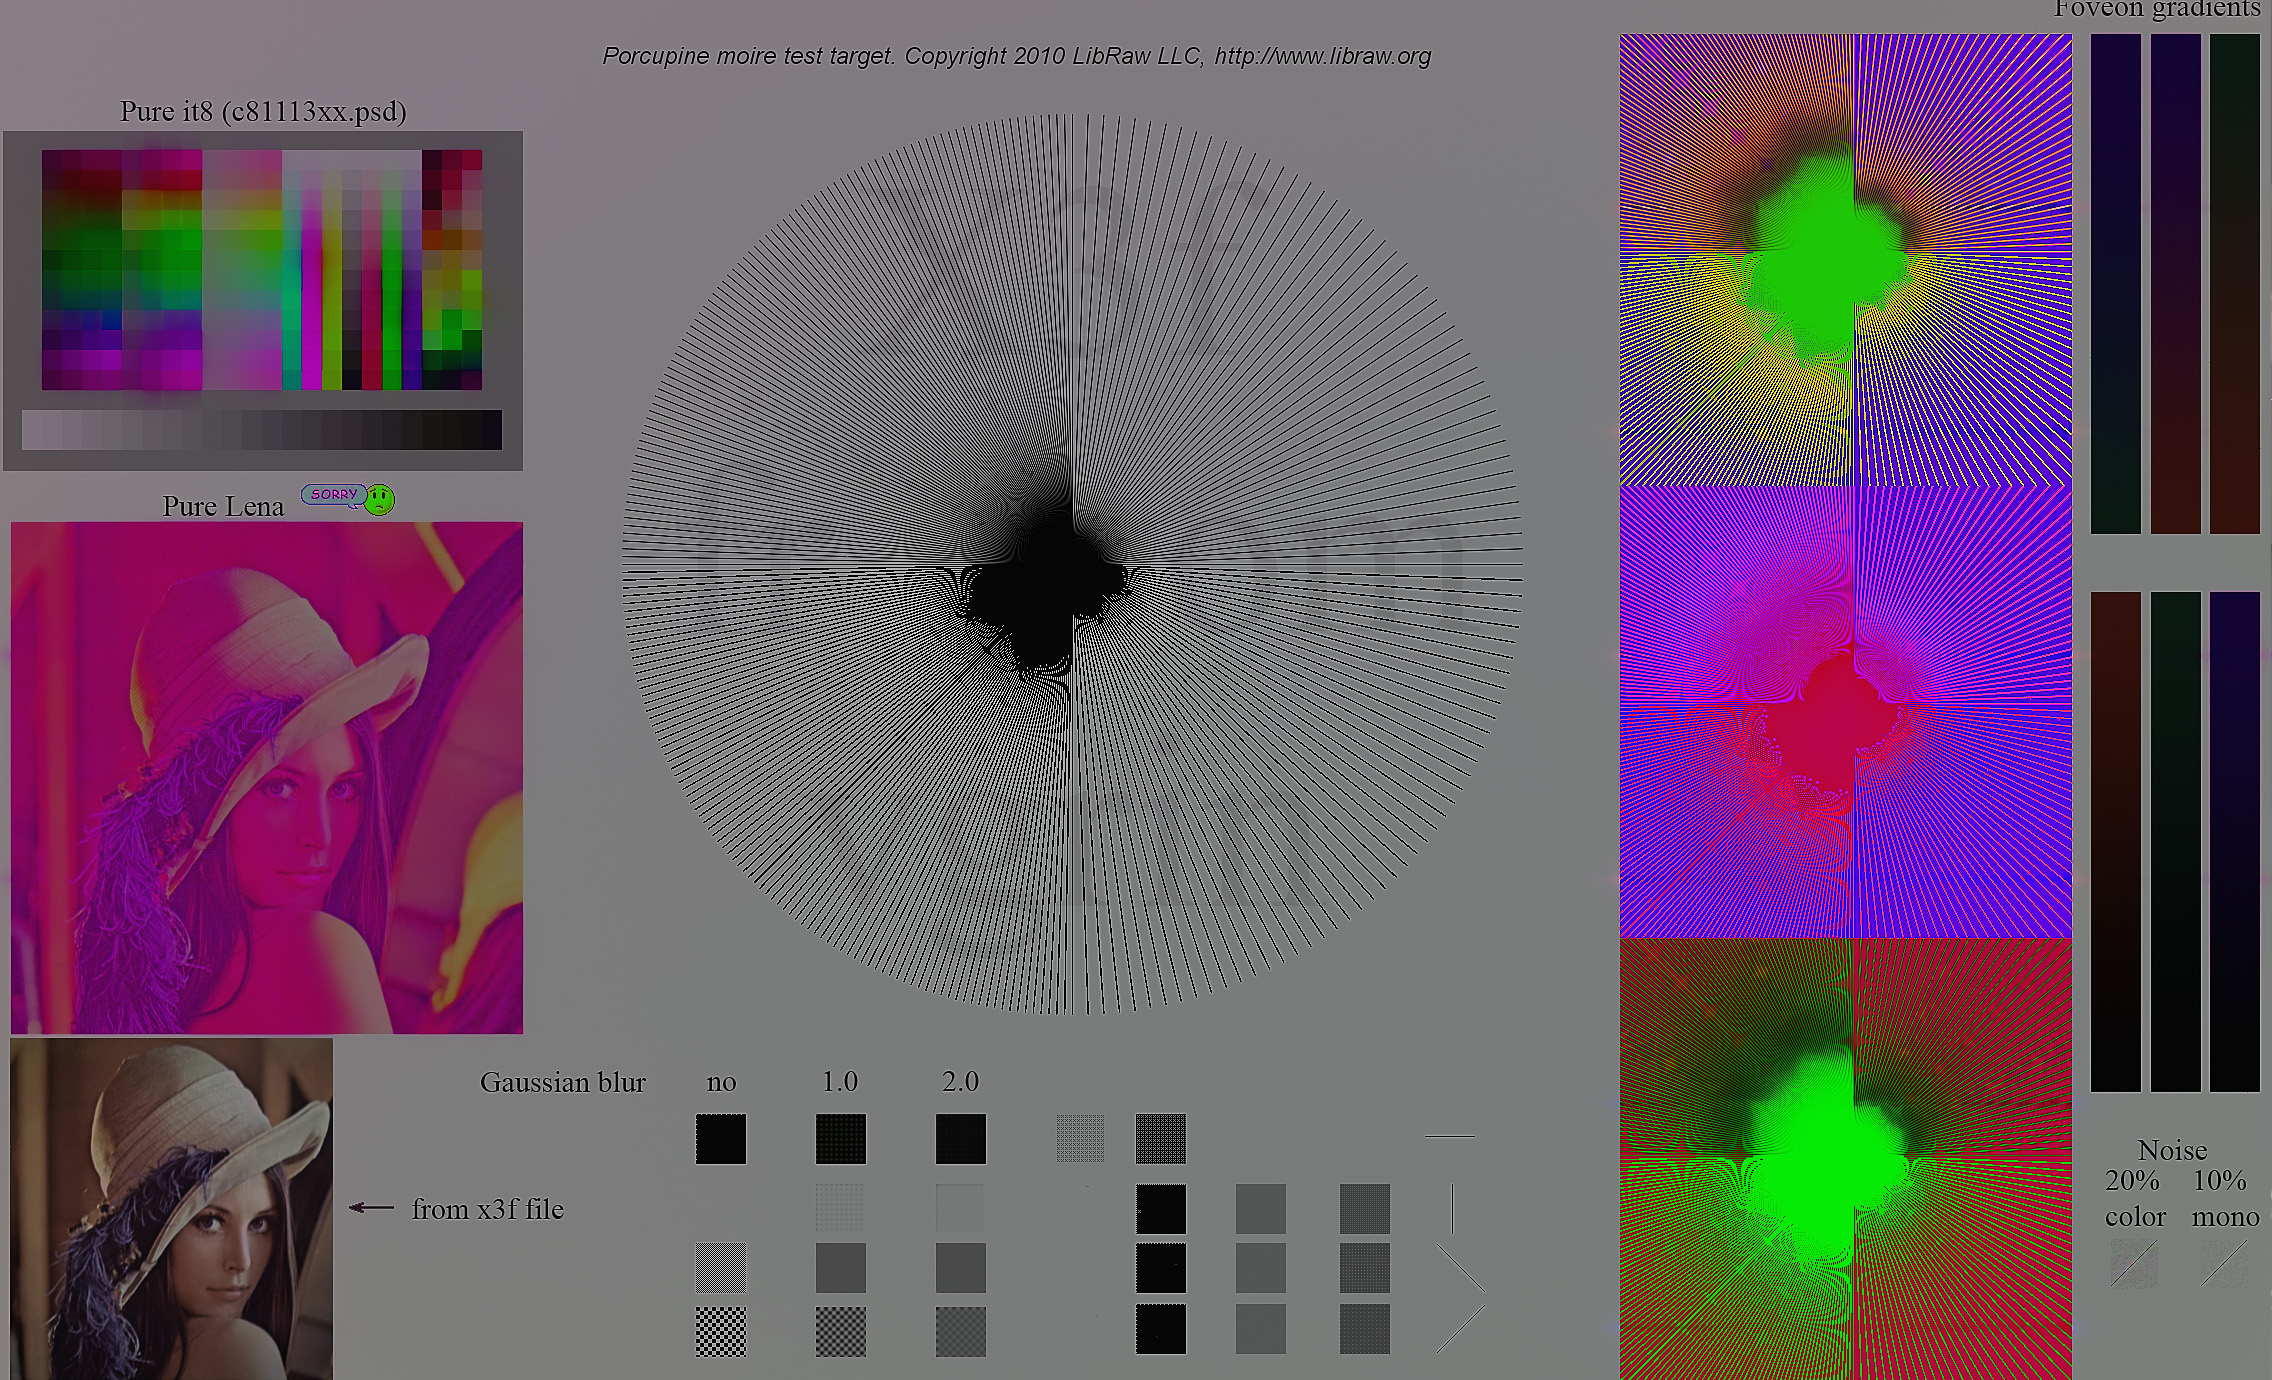 Foveon gradients
Porcupine moire test target. Copyright 2010 LibRaw LLC, http://www.libraw.org
Pure it8 (c81113xx.psd)
Pure Lena
SORRY
Gaussian blur no 1.0 2.0
from x3f file
Noise
20% 10%
color mono